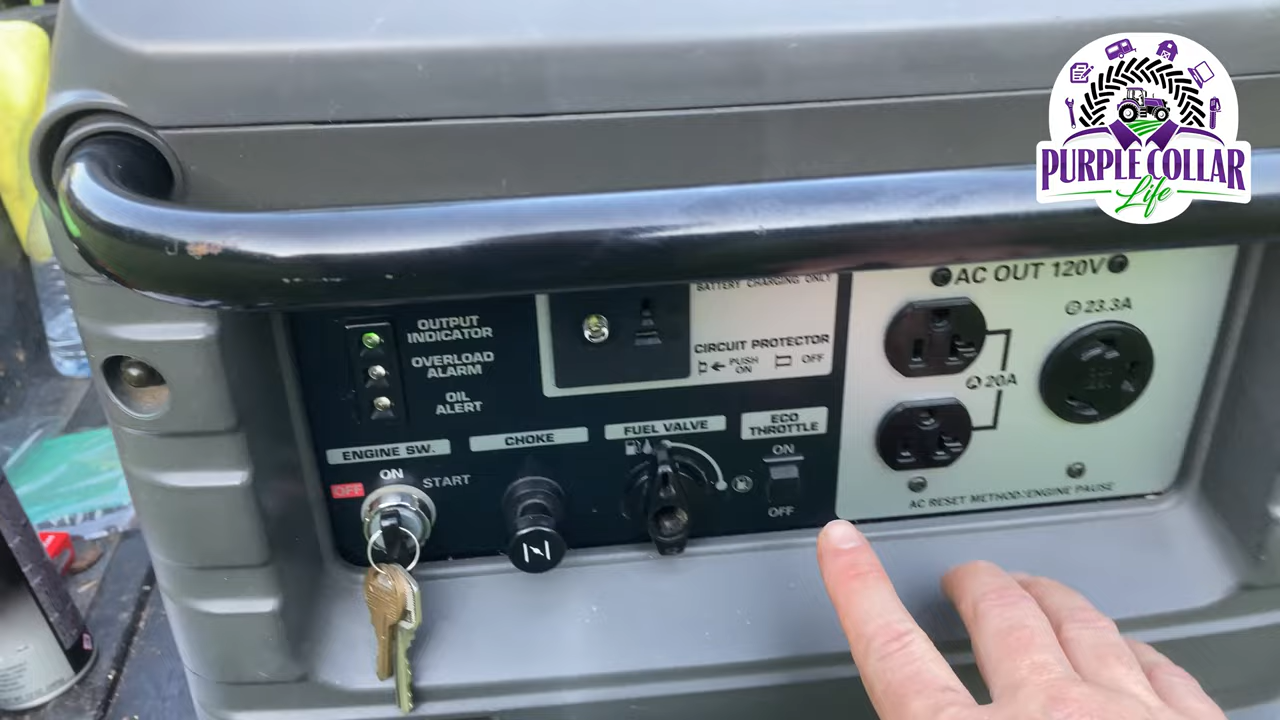 PURPLE COLLAR
Life
BATTERY CHARGING ONLY
AC OUT 120V
OUTPUT
INDICATOR
OVERLOAD
ALARM
OIL
ALERT
CIRCUIT PROTECTOR
PUSH
ON
OFF
23.3A
20A
ENGINE SW.
CHOKE
FUEL VALVE
ECO
THROTTLE
OFF
ON
START
ON
OFF
AC RESET METHOD:ENGINE PAUSE